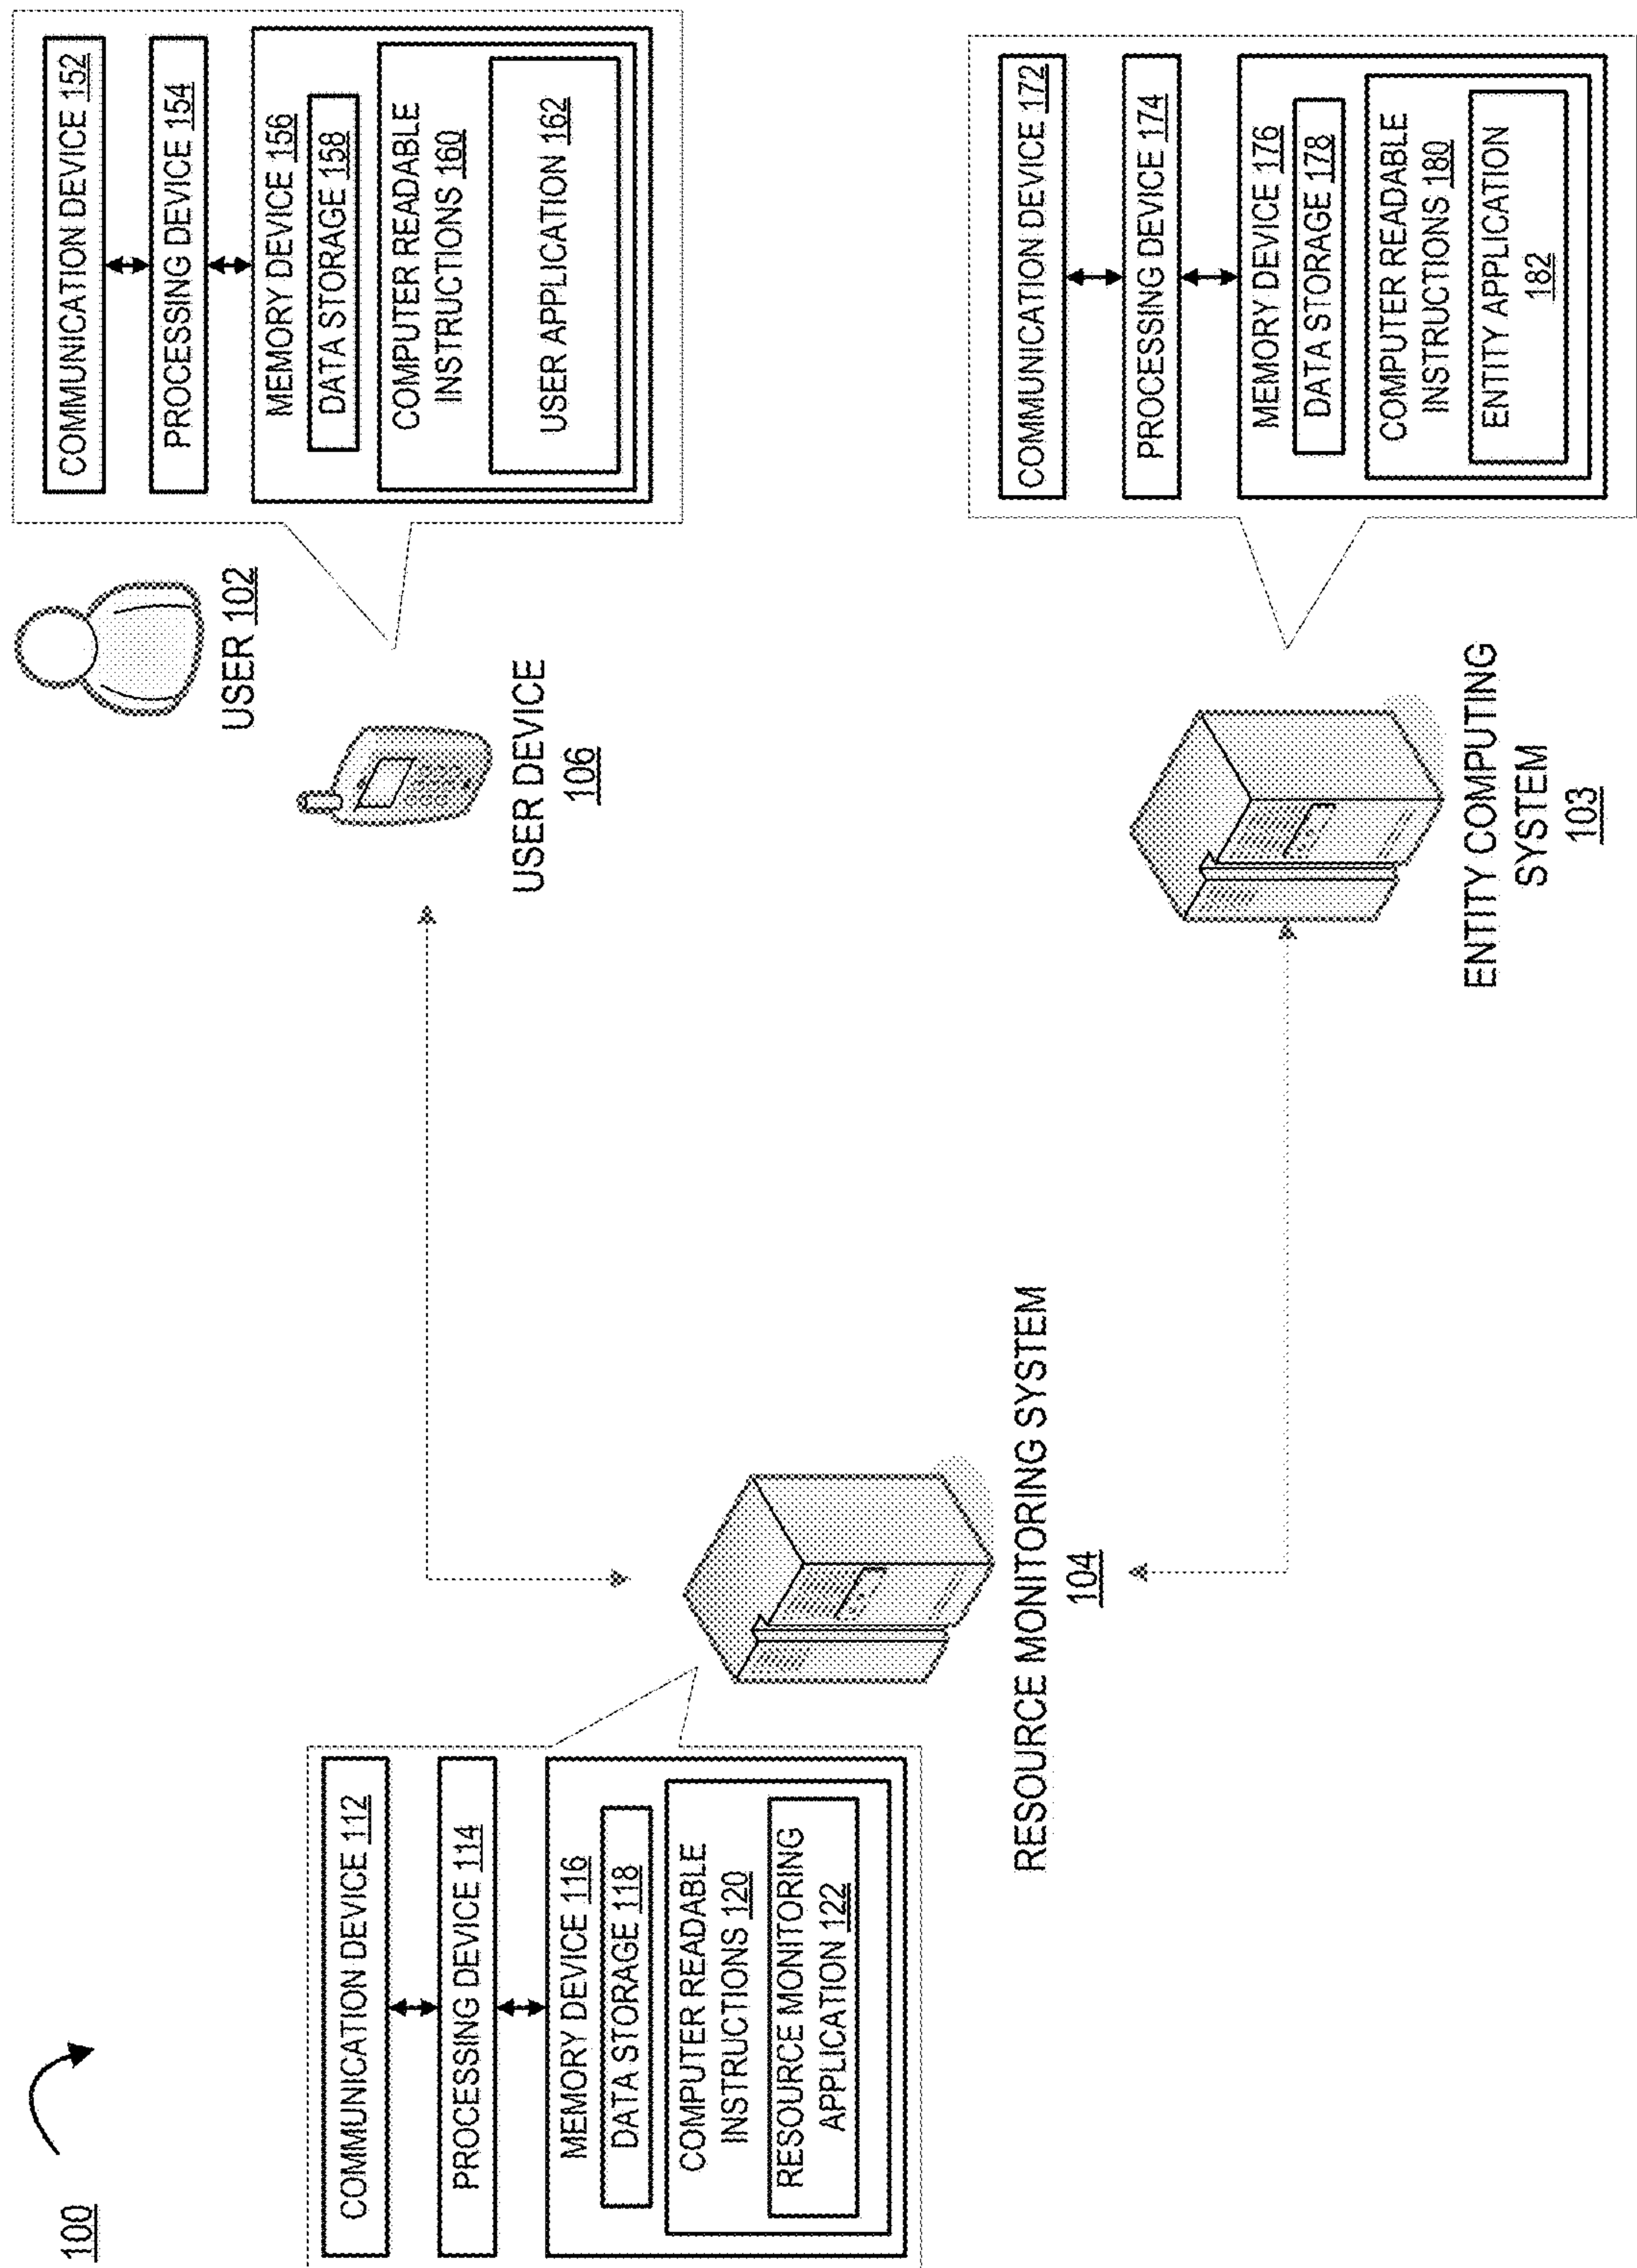 100
COMMUNICATION DEVICE 112
PROCESSING DEVICE 114
MEMORY DEVICE 116
DATA STORAGE 118
COMPUTER READABLE
INSTRUCTIONS 120
RESOURCE MONITORING
APPLICATION 122
RESOURCE MONITORING SYSTEM
104
USER 102
USER DEVICE
106
COMMUNICATION DEVICE 152
PROCESSING DEVICE 154
MEMORY DEVICE 156
DATA STORAGE 158
COMPUTER READABLE
INSTRUCTIONS 160
USER APPLICATION 162
ENTITY COMPUTING
SYSTEM
103
COMMUNICATION DEVICE 172
PROCESSING DEVICE 174
MEMORY DEVICE 176
DATA STORAGE 178
COMPUTER READABLE
INSTRUCTIONS 180
ENTITY APPLICATION
182